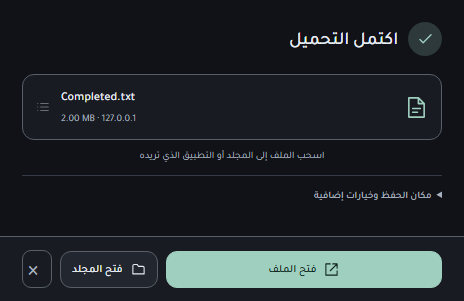 اكتمل التحميل
Completed.txt
2.00 MB · 127.0.0.1
اسحب الملف إلى المجلد أو التطبيق الذي تريده
مكان الحفظ وخيارات إضافية
فتح الملف
فتح المجلد